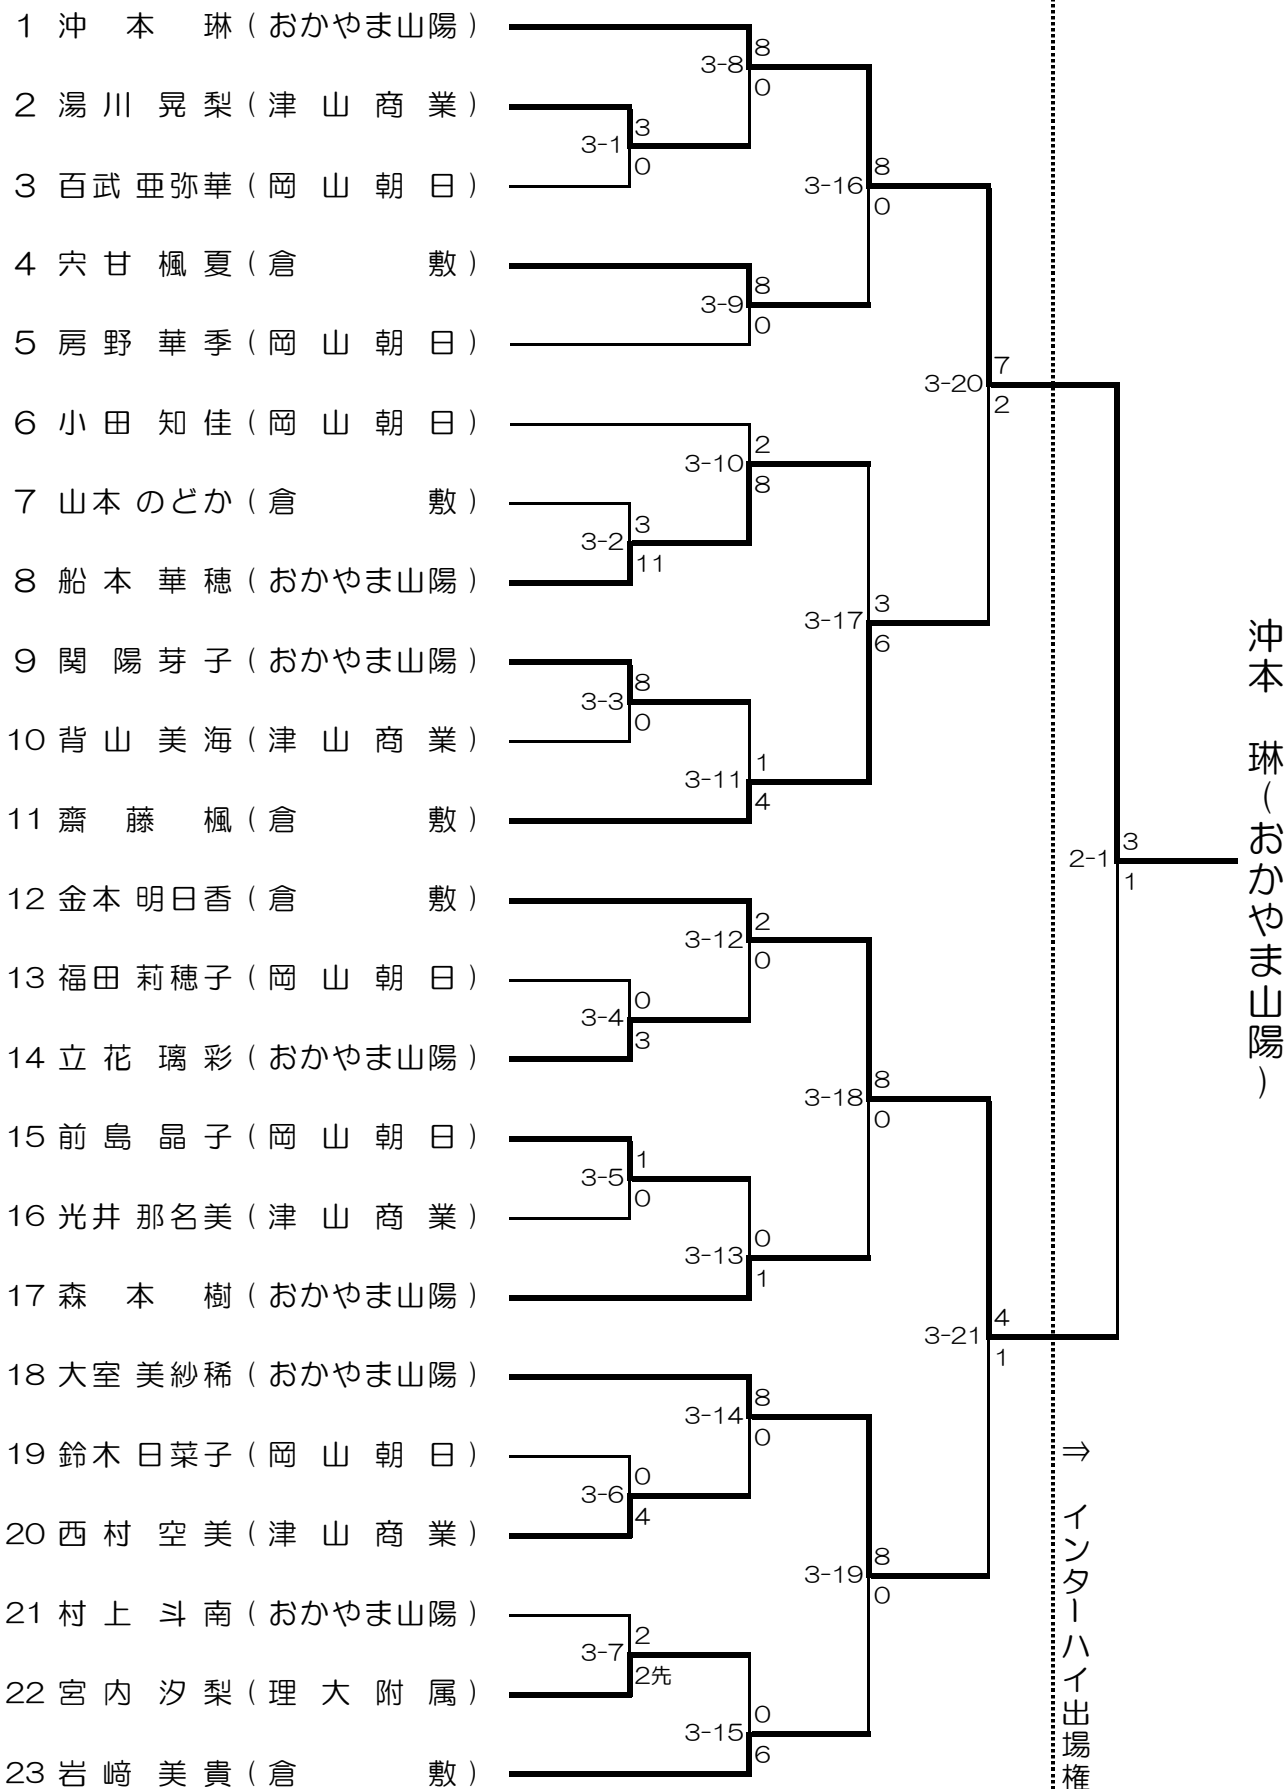 1 沖本 琳(おかやま山陽)
2 湯川 晃梨(津山商業)
3 百武 亜弥華(岡山朝日)
4 宍甘 楓夏(倉敷)
5 房野 華季(岡山朝日)
6 小田 知佳(岡山朝日)
7 山本 のどか(倉敷)
8 船本 華穂(おかやま山陽)
9 関 陽芽子(おかやま山陽)
10 背山 美海(津山商業)
11 齋藤 楓(倉敷)
12 金本 明日香(倉敷)
13 福田 莉穂子(岡山朝日)
14 立花 璃彩(おかやま山陽)
15 前島 晶子(岡山朝日)
16 光井 那名美(津山商業)
17 森本 樹(おかやま山陽)
18 大室 美紗稀(おかやま山陽)
19 鈴木 日菜子(岡山朝日)
20 西村 空美(津山商業)
21 村上 斗南(おかやま山陽)
22 宮内 汐梨(理大附属)
23 岩﨑 美貴(倉敷)
3-1
3
0
3-2
3
11
3-3
8
0
3-4
0
3
3-5
1
0
3-6
0
4
3-7
2
2先
3-8
8
0
3-9
8
0
3-10
2
8
3-11
1
4
3-12
2
0
3-13
0
1
3-14
8
0
3-15
0
6
3-16
8
0
3-17
3
6
3-18
8
0
3-19
8
0
3-20
7
2
3-21
4
1
2-1
3
1
⇒ インターハイ出場権
沖本 琳(おかやま山陽)